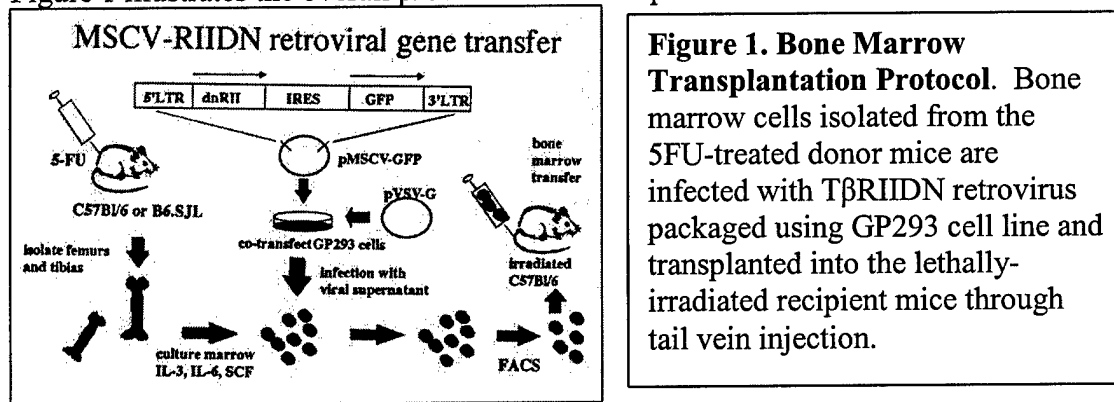 MSCV-RIIDN retroviral gene transfer
5'LTR dnRII IRES GFP 3'LTR
5-FU
pMSCV-GFP
bone
marrow
transfer
pVSV-G
C57Bl/6 or B6.SJL
co-transfect GP293 cells
isolate femurs
and tibias
infection with
viral supernatant
irradiated
C57Bl/6
culture marrow
IL-3, IL-6, SCF
FACS
Figure 1. Bone Marrow
Transplantation Protocol. Bone
marrow cells isolated from the
5FU-treated donor mice are
infected with TβRIIDN retrovirus
packaged using GP293 cell line and
transplanted into the lethally-
irradiated recipient mice through
tail vein injection.